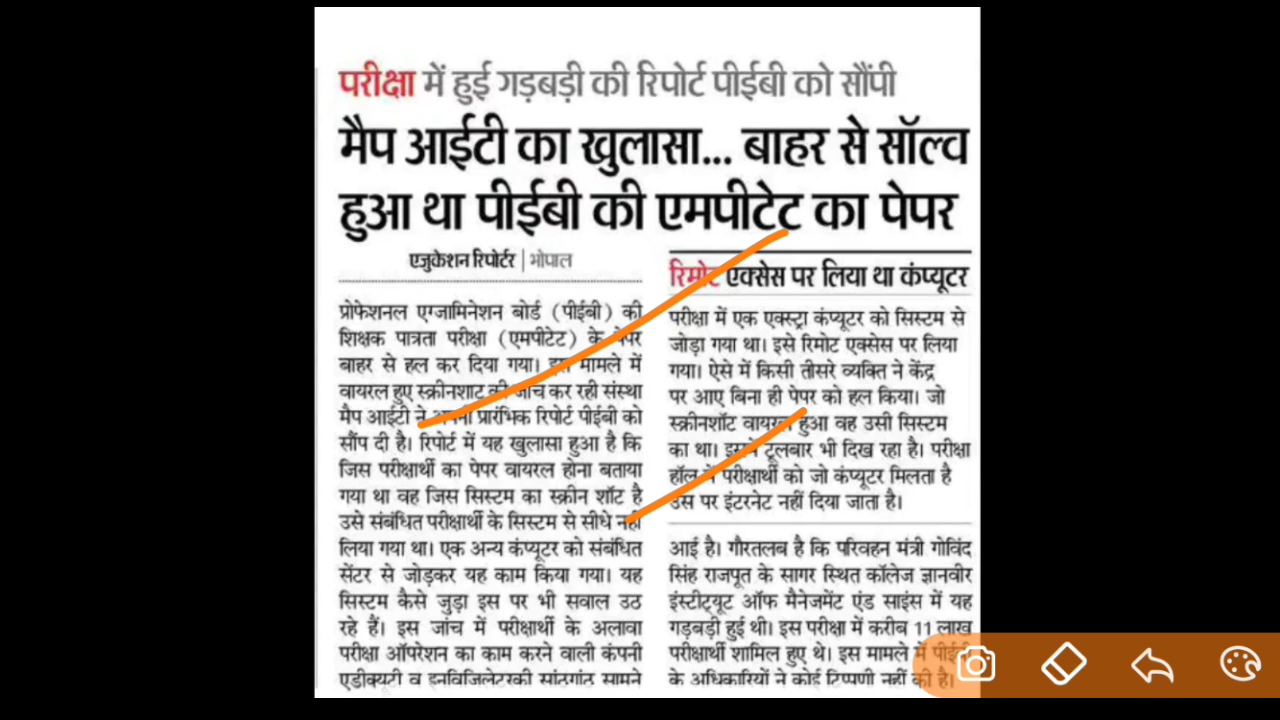 परीक्षा में हुई गड़बड़ी की रिपोर्ट पीईबी को सौंपी
मैप आईटी का खुलासा... बाहर से सॉल्व
हुआ था पीईबी की एमपीटेट का पेपर
एजुकेशन रिपोर्टर | भोपाल
प्रोफेशनल एग्जामिनेशन बोर्ड (पीईबी) की
शिक्षक पात्रता परीक्षा (एमपीटेट) के पेपर
बाहर से हल कर दिया गया। इस मामले में
वायरल हुए स्क्रीनशाट की जांच कर रही संस्था
मैप आईटी ने अपनी प्रारंभिक रिपोर्ट पीईबी को
सौंप दी है। रिपोर्ट में यह खुलासा हुआ है कि
जिस परीक्षार्थी का पेपर वायरल होना बताया
गया था वह जिस सिस्टम का स्क्रीन शॉट है
उसे संबंधित परीक्षार्थी के सिस्टम से सीधे नहीं
लिया गया था। एक अन्य कंप्यूटर को संबंधित
सेंटर से जोड़कर यह काम किया गया। यह
सिस्टम कैसे जुड़ा इस पर भी सवाल उठ
रहे हैं। इस जांच में परीक्षार्थी के अलावा
परीक्षा ऑपरेशन का काम करने वाली कंपनी
एडीक्यूटी व इनविजिलेटरकी सांठगांठ सामने
रिमोट एक्सेस पर लिया था कंप्यूटर
परीक्षा में एक एक्स्ट्रा कंप्यूटर को सिस्टम से
जोड़ा गया था। इसे रिमोट एक्सेस पर लिया
गया। ऐसे में किसी तीसरे व्यक्ति ने केंद्र
पर आए बिना ही पेपर को हल किया। जो
स्क्रीनशॉट वायरल हुआ वह उसी सिस्टम
का था। इसमें टूलबार भी दिख रहा है। परीक्षा
हॉल में परीक्षार्थी को जो कंप्यूटर मिलता है
उस पर इंटरनेट नहीं दिया जाता है।
आई है। गौरतलब है कि परिवहन मंत्री गोविंद
सिंह राजपूत के सागर स्थित कॉलेज ज्ञानवीर
इंस्टीट्यूट ऑफ मैनेजमेंट एंड साइंस में यह
गड़बड़ी हुई थी। इस परीक्षा में करीब 11 लाख
परीक्षार्थी शामिल हुए थे। इस मामले में पीईबी
के अधिकारियों ने कोई टिप्पणी नहीं की है।